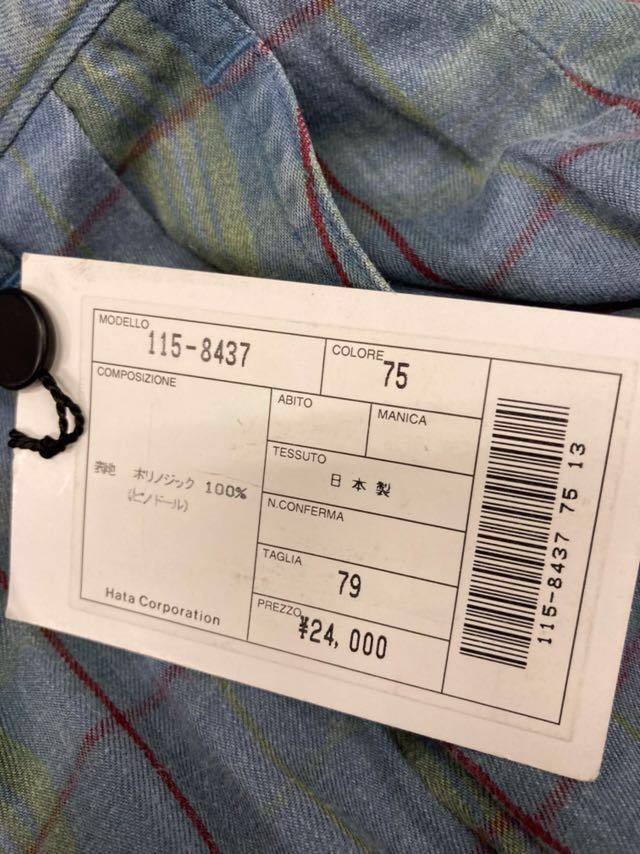 MODELLO
115-8437
COLORE
75
COMPOSIZIONE
表地 ポリノジック 100%
(ピノドール)
ABITO
MANICA
TESSUTO
日本製
N.CONFERMA
TAGLIA
79
PREZZO
¥24,000
Hata Corporation
115-8437 75 13